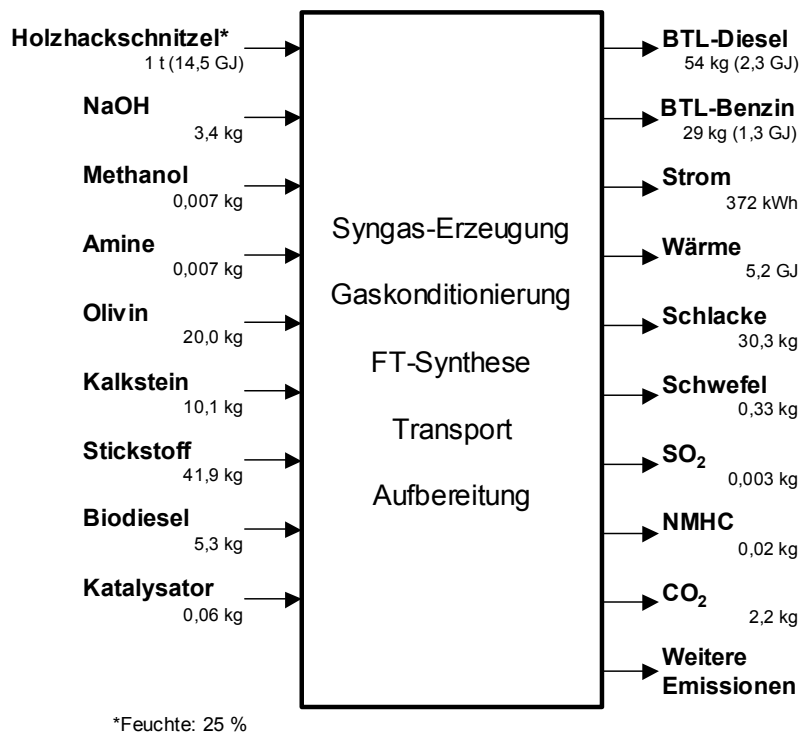 Holzhackschnitzel*
1 t (14,5 GJ)
NaOH
3,4 kg
Methanol
0,007 kg
Amine
0,007 kg
Olivin
20,0 kg
Kalkstein
10,1 kg
Stickstoff
41,9 kg
Biodiesel
5,3 kg
Katalysator
0,06 kg
*Feuchte: 25 %
Syngas-Erzeugung
Gaskonditionierung
FT-Synthese
Transport
Aufbereitung
BTL-Diesel
54 kg (2,3 GJ)
BTL-Benzin
29 kg (1,3 GJ)
Strom
372 kWh
Wärme
5,2 GJ
Schlacke
30,3 kg
Schwefel
0,33 kg
SO₂
0,003 kg
NMHC
0,02 kg
CO₂
2,2 kg
Weitere
Emissionen